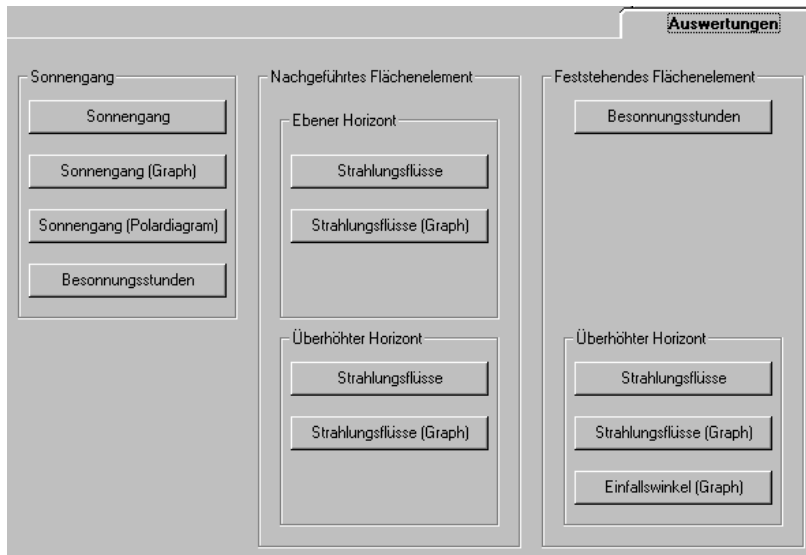 Auswertungen
Sonnengang
Sonnengang
Sonnengang (Graph)
Sonnengang (Polardiagram)
Besonnungsstunden
Nachgeführtes Flächenelement
Ebener Horizont
Strahlungsflüsse
Strahlungsflüsse (Graph)
Überhöhter Horizont
Strahlungsflüsse
Strahlungsflüsse (Graph)
Feststehendes Flächenelement
Besonnungsstunden
Überhöhter Horizont
Strahlungsflüsse
Strahlungsflüsse (Graph)
Einfallswinkel (Graph)